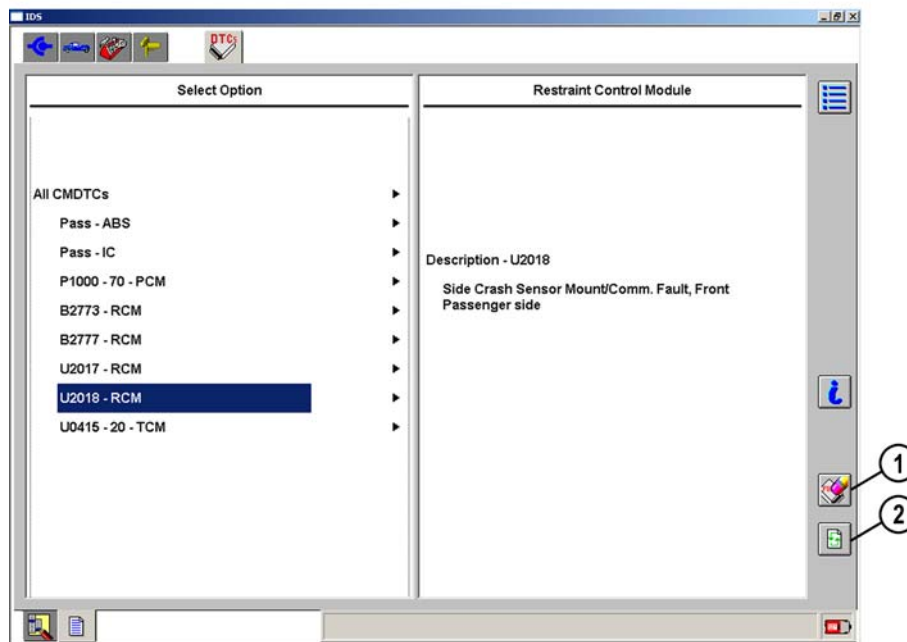 IDS
DTCs
Select Option
Restraint Control Module
All CMDTCs
Pass - ABS
Pass - IC
P1000 - 70 - PCM
B2773 - RCM
B2777 - RCM
U2017 - RCM
U2018 - RCM
U0415 - 20 - TCM
Description - U2018
Side Crash Sensor Mount/Comm. Fault, Front
Passenger side
i
1
2